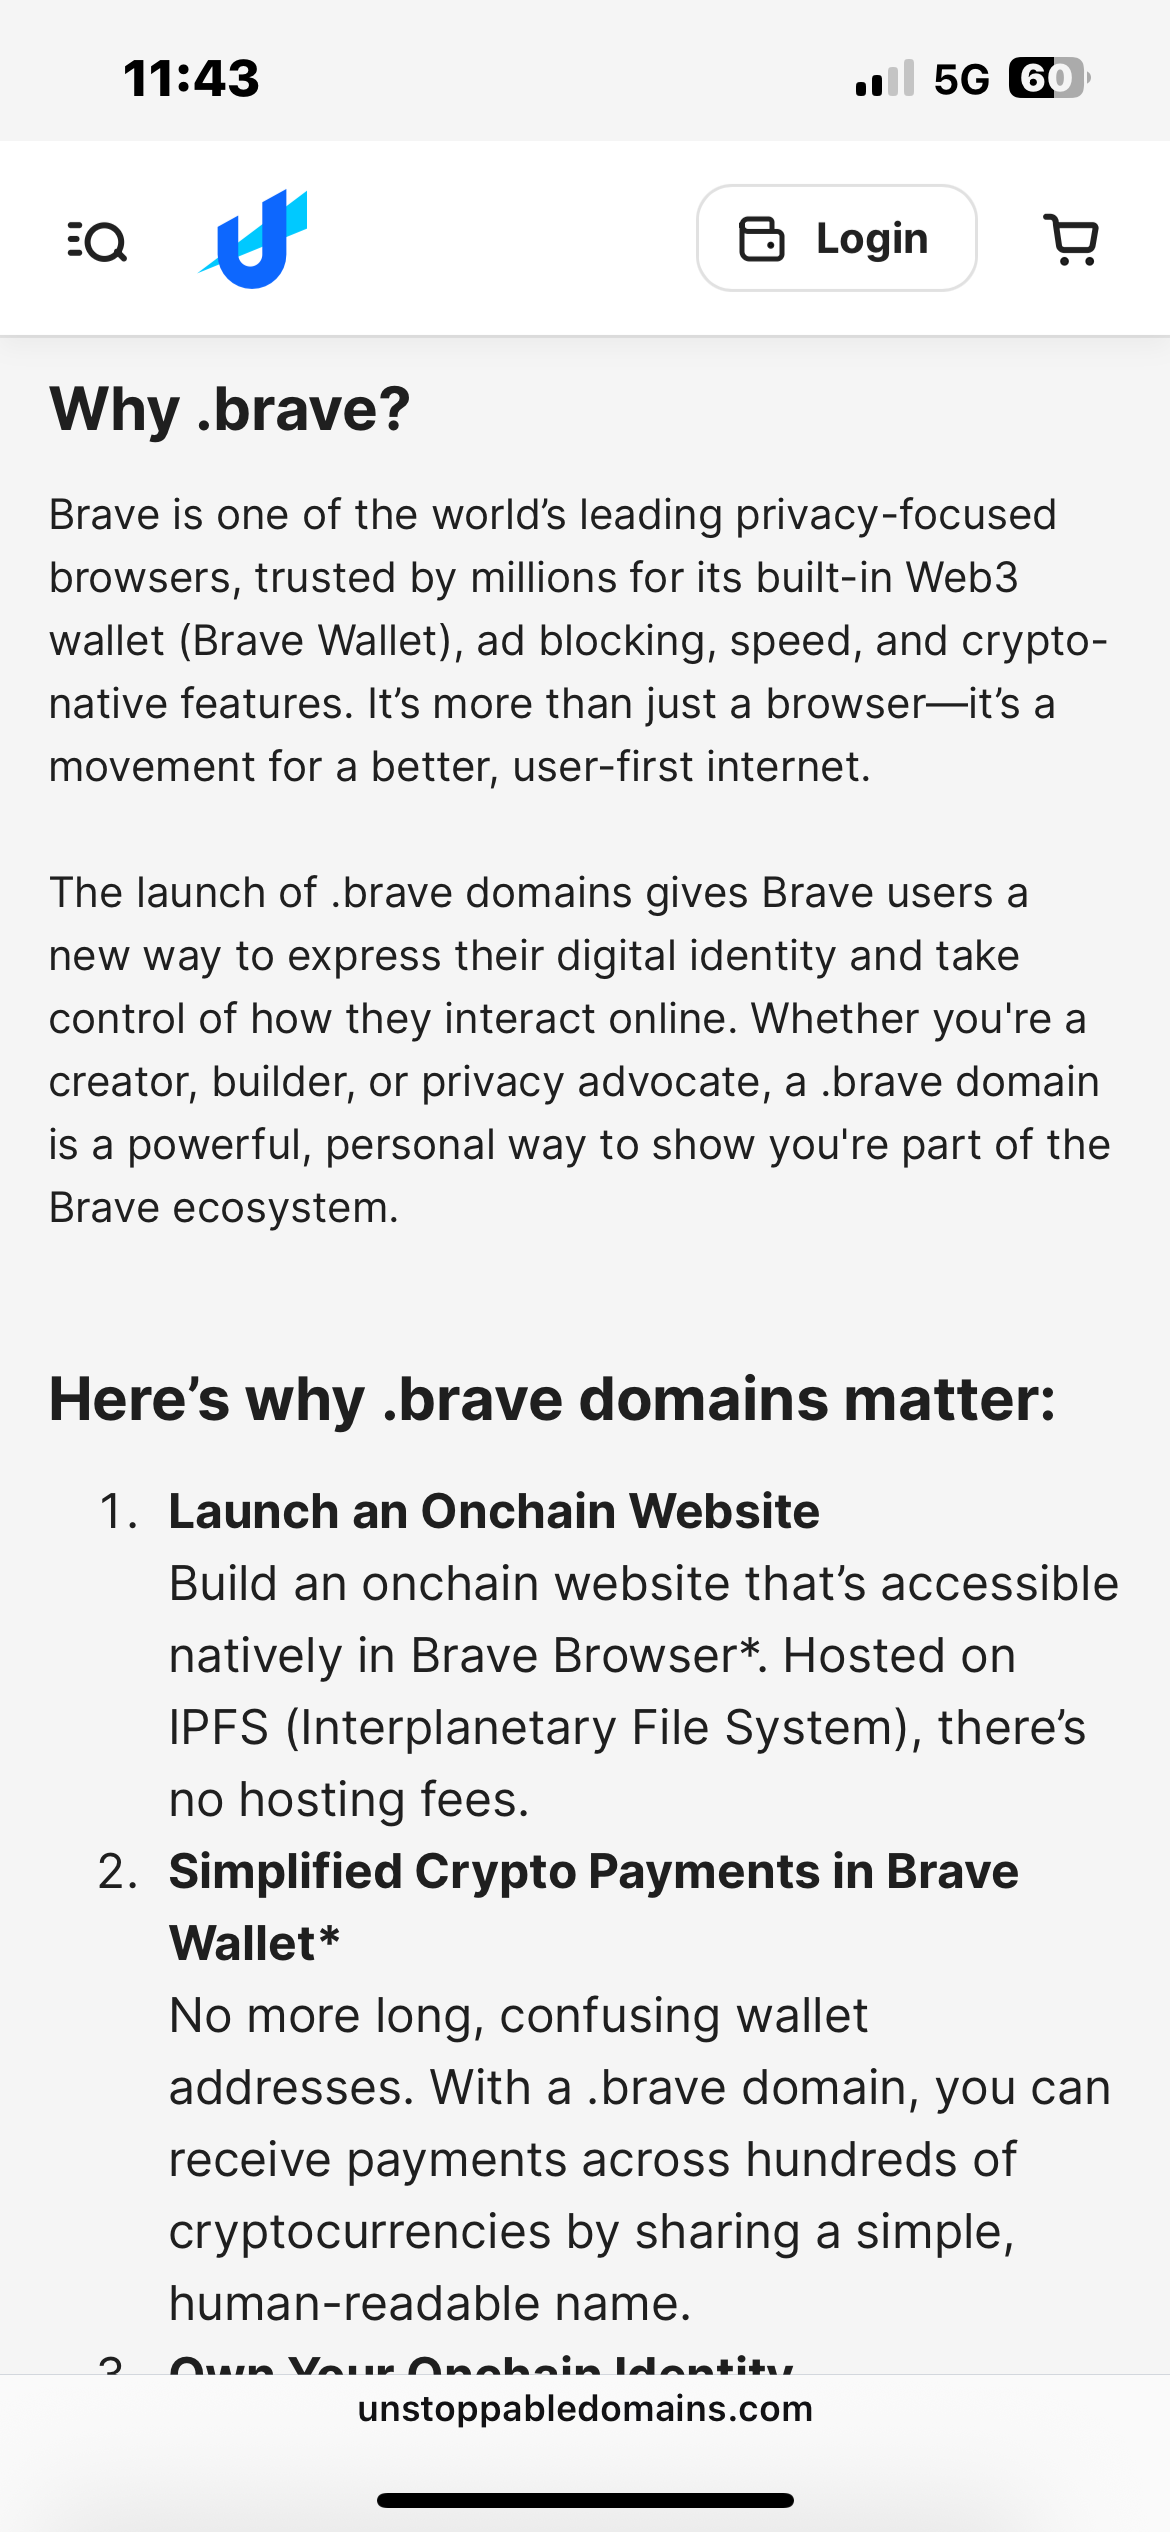 11:43
5G 60
Login
Why .brave?
Brave is one of the world’s leading privacy-focused
browsers, trusted by millions for its built-in Web3
wallet (Brave Wallet), ad blocking, speed, and crypto-
native features. It’s more than just a browser—it’s a
movement for a better, user-first internet.
The launch of .brave domains gives Brave users a
new way to express their digital identity and take
control of how they interact online. Whether you're a
creator, builder, or privacy advocate, a .brave domain
is a powerful, personal way to show you're part of the
Brave ecosystem.
Here’s why .brave domains matter:
1. Launch an Onchain Website
Build an onchain website that’s accessible
natively in Brave Browser*. Hosted on
IPFS (Interplanetary File System), there’s
no hosting fees.
2. Simplified Crypto Payments in Brave
Wallet*
No more long, confusing wallet
addresses. With a .brave domain, you can
receive payments across hundreds of
cryptocurrencies by sharing a simple,
human-readable name.
3. Own Your Onchain Identity
unstoppabledomains.com